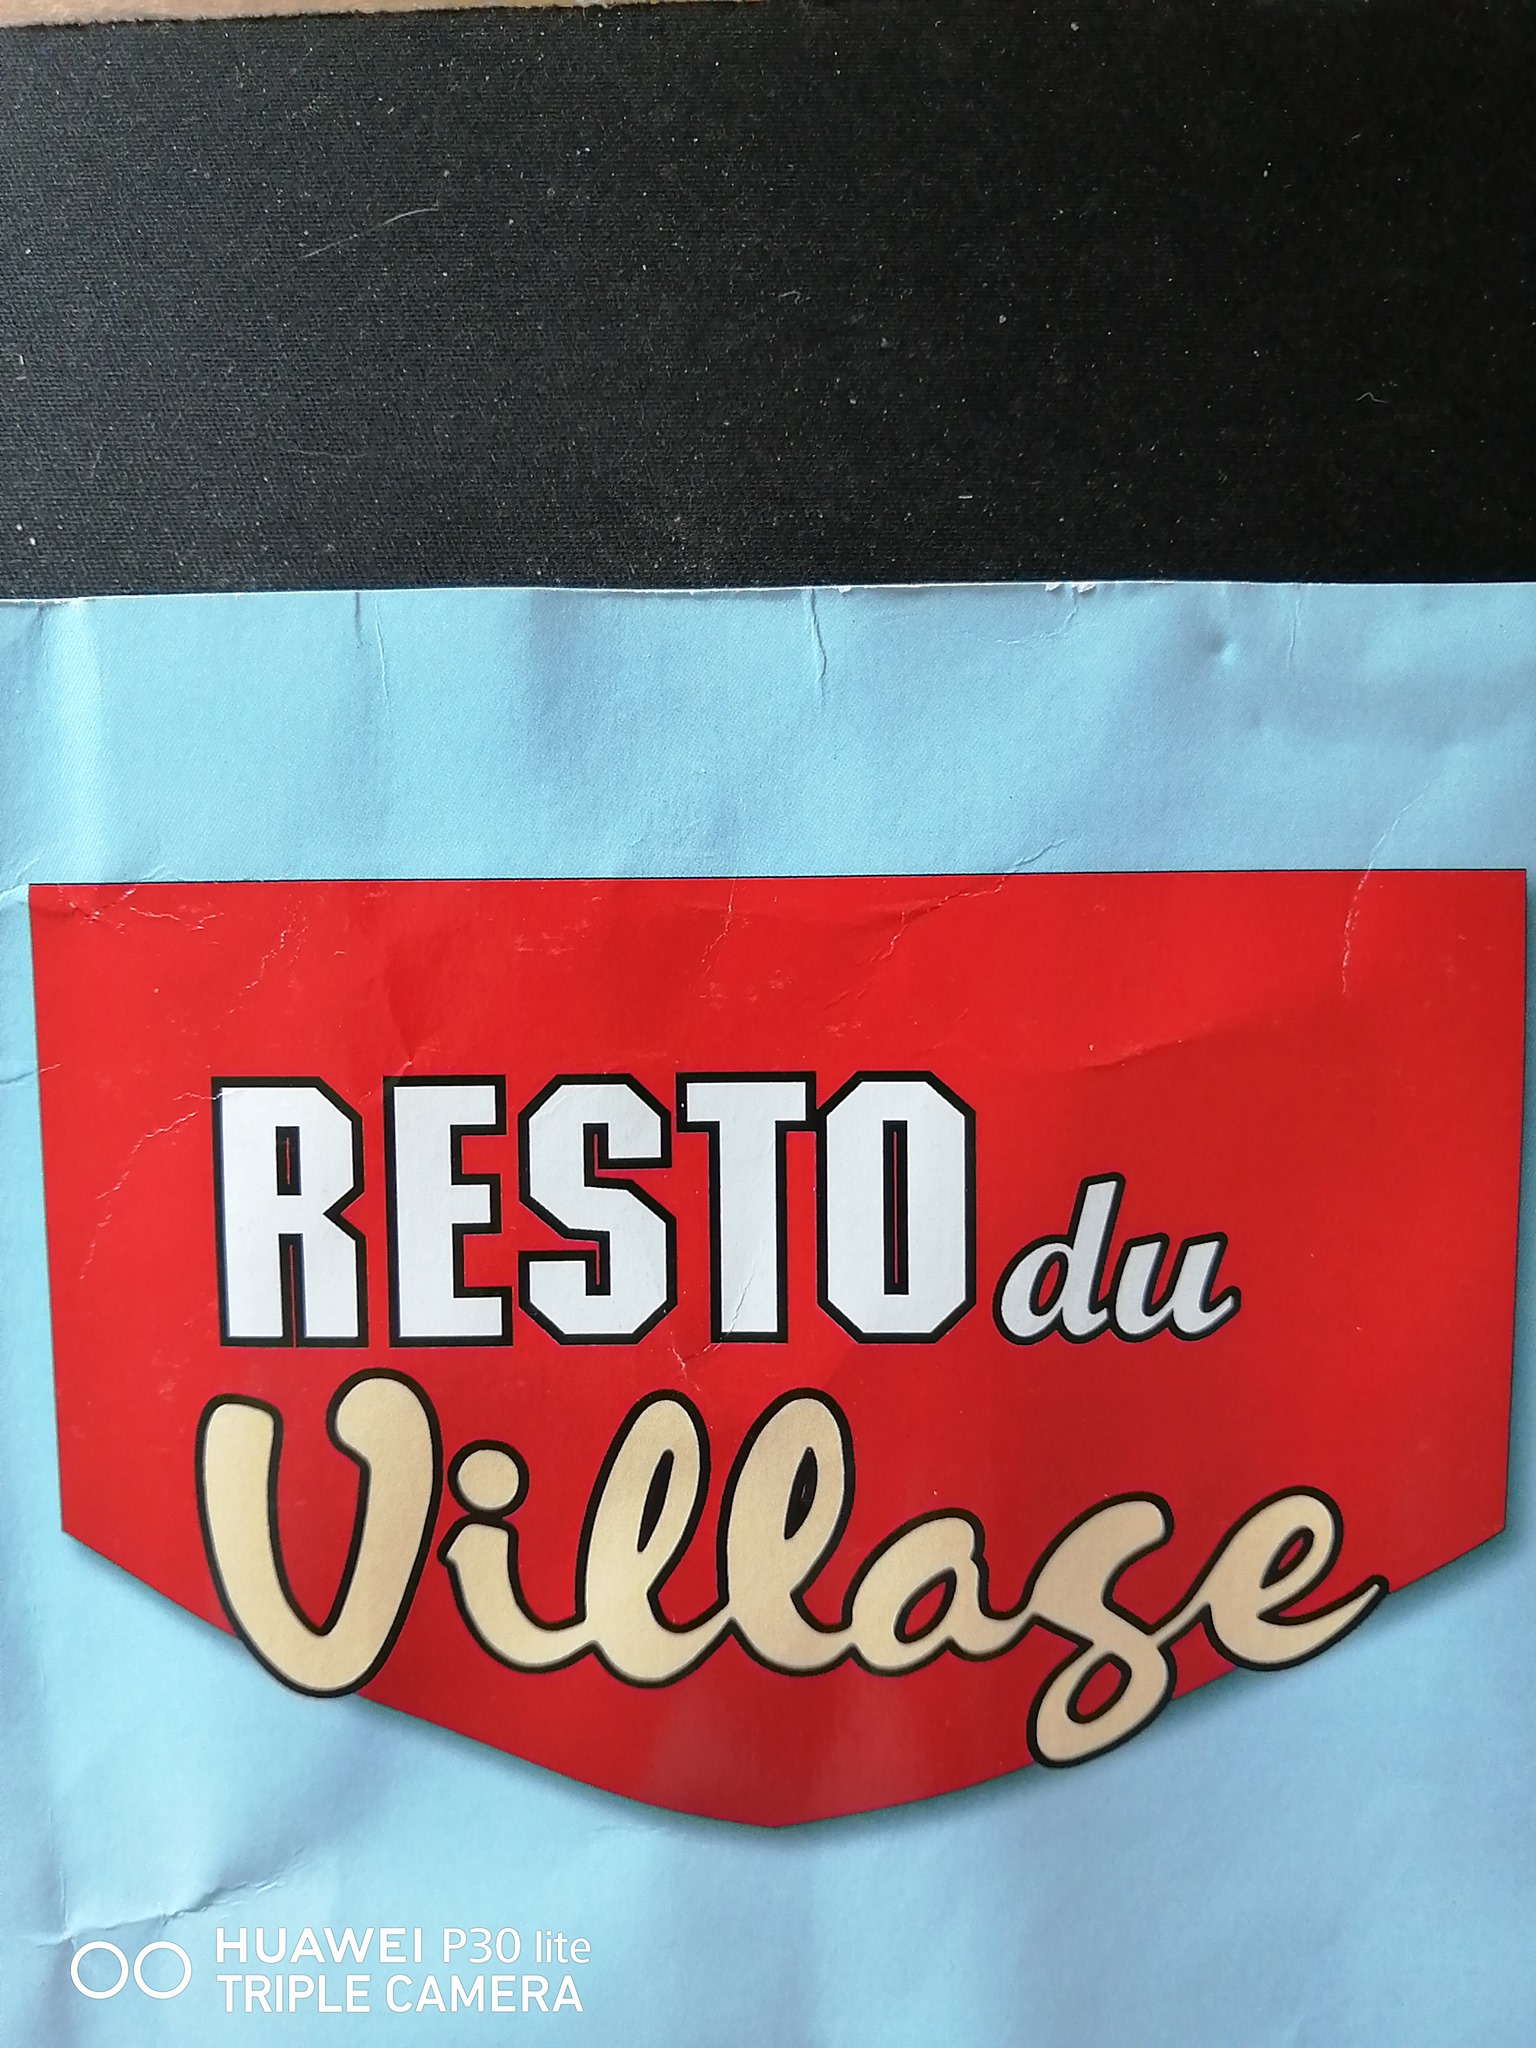 RESTO du
Village
HUAWEI P30 lite
TRIPLE CAMERA